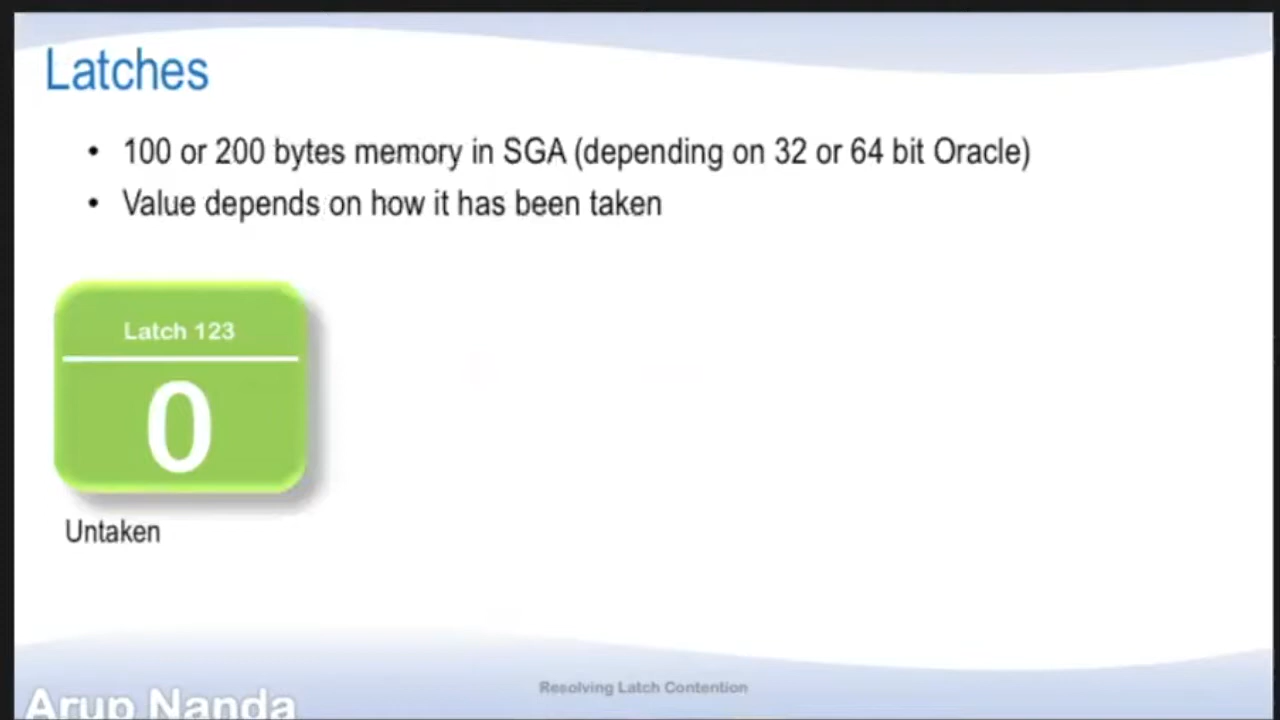 Latches
• 100 or 200 bytes memory in SGA (depending on 32 or 64 bit Oracle)
• Value depends on how it has been taken
Latch 123
0
Untaken
Resolving Latch Contention
Arup Nanda